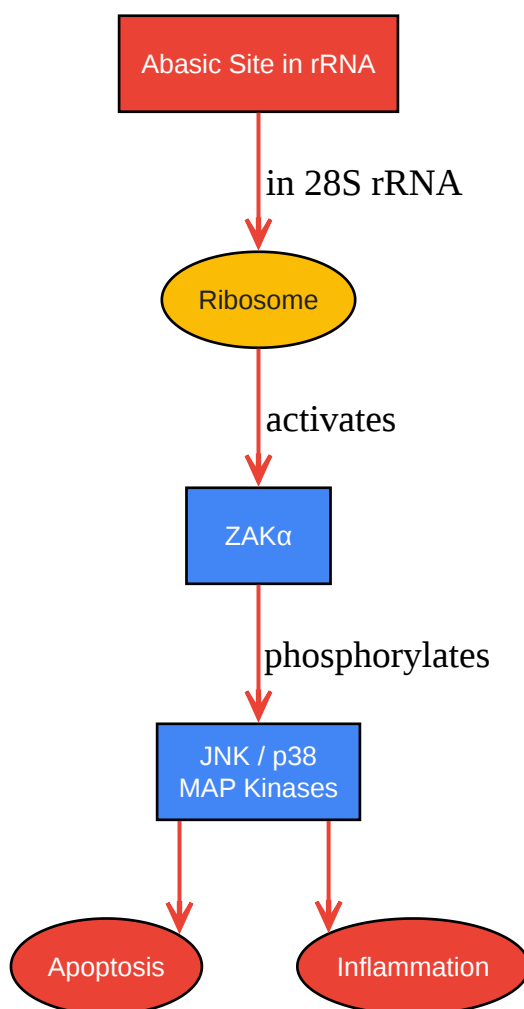 Abasic Site in rRNA
in 28S rRNA
Ribosome
activates
ZAKα
phosphorylates
JNK / p38
MAP Kinases
Apoptosis
Inflammation